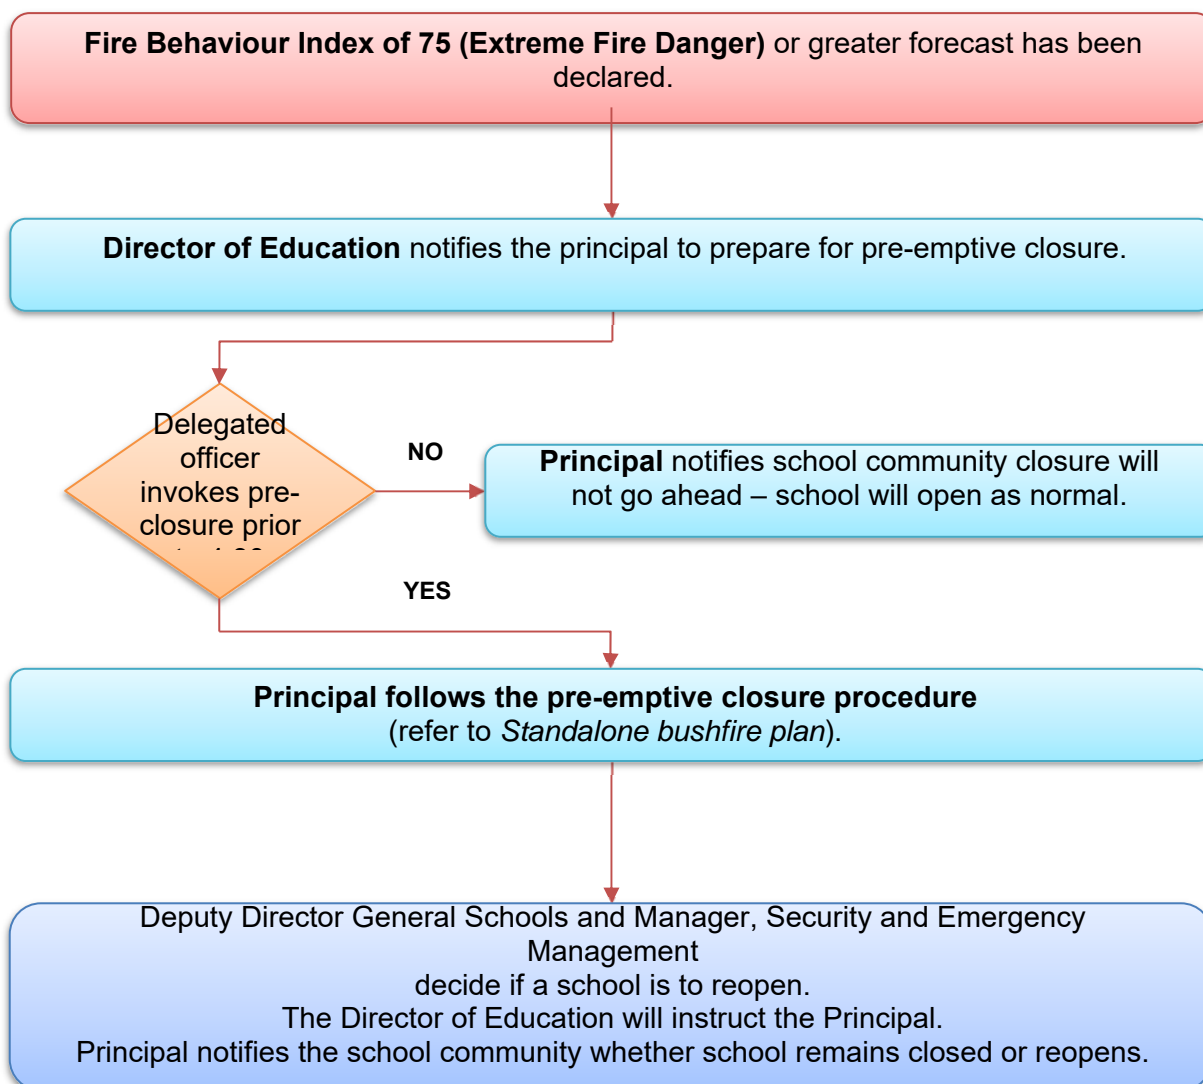 Fire Behaviour Index of 75 (Extreme Fire Danger) or greater forecast has been
declared.
Director of Education notifies the principal to prepare for pre-emptive closure.
Delegated
officer
invokes pre-
closure prior
NO
Principal notifies school community closure will
not go ahead – school will open as normal.
YES
Principal follows the pre-emptive closure procedure
(refer to Standalone bushfire plan).
Deputy Director General Schools and Manager, Security and Emergency
Management
decide if a school is to reopen.
The Director of Education will instruct the Principal.
Principal notifies the school community whether school remains closed or reopens.